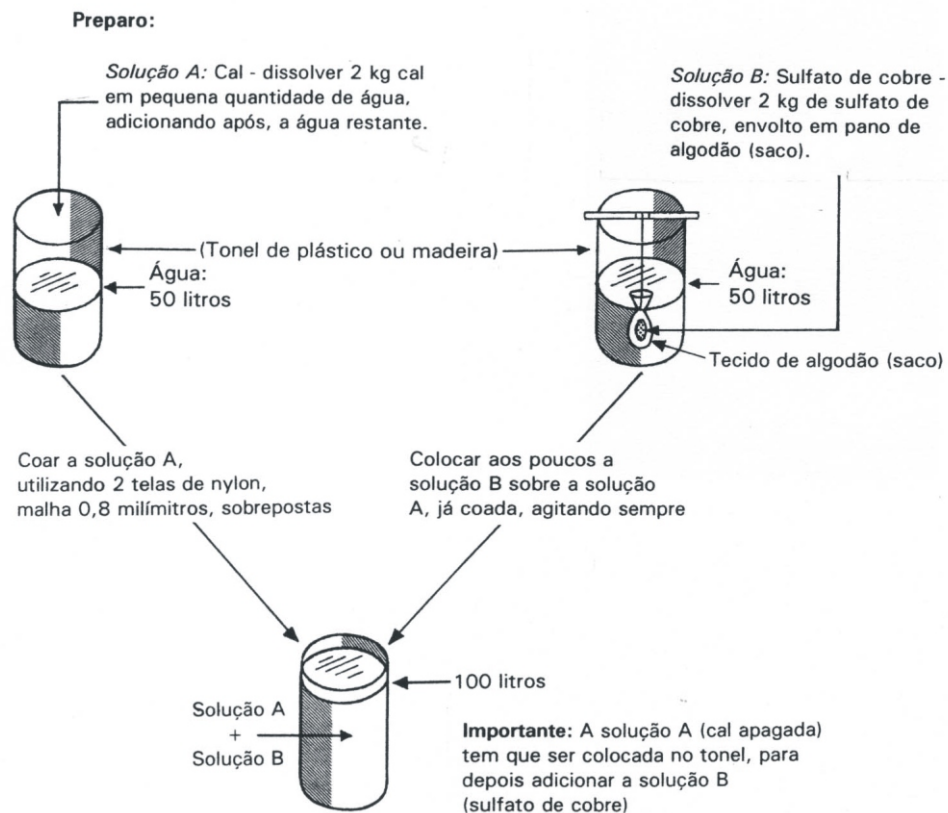 Preparo:
Solução A: Cal - dissolver 2 kg cal
em pequena quantidade de água,
adicionando após, a água restante.
Solução B: Sulfato de cobre -
dissolver 2 kg de sulfato de
cobre, envolto em pano de
algodão (saco).
(Tonel de plástico ou madeira)
Água:
50 litros
Água:
50 litros
Tecido de algodão (saco)
Coar a solução A,
utilizando 2 telas de nylon,
malha 0,8 milímitros, sobrepostas
Colocar aos poucos a
solução B sobre a solução
A, já coada, agitando sempre
100 litros
Solução A
+
Solução B
Importante: A solução A (cal apagada)
tem que ser colocada no tonel, para
depois adicionar a solução B
(sulfato de cobre)